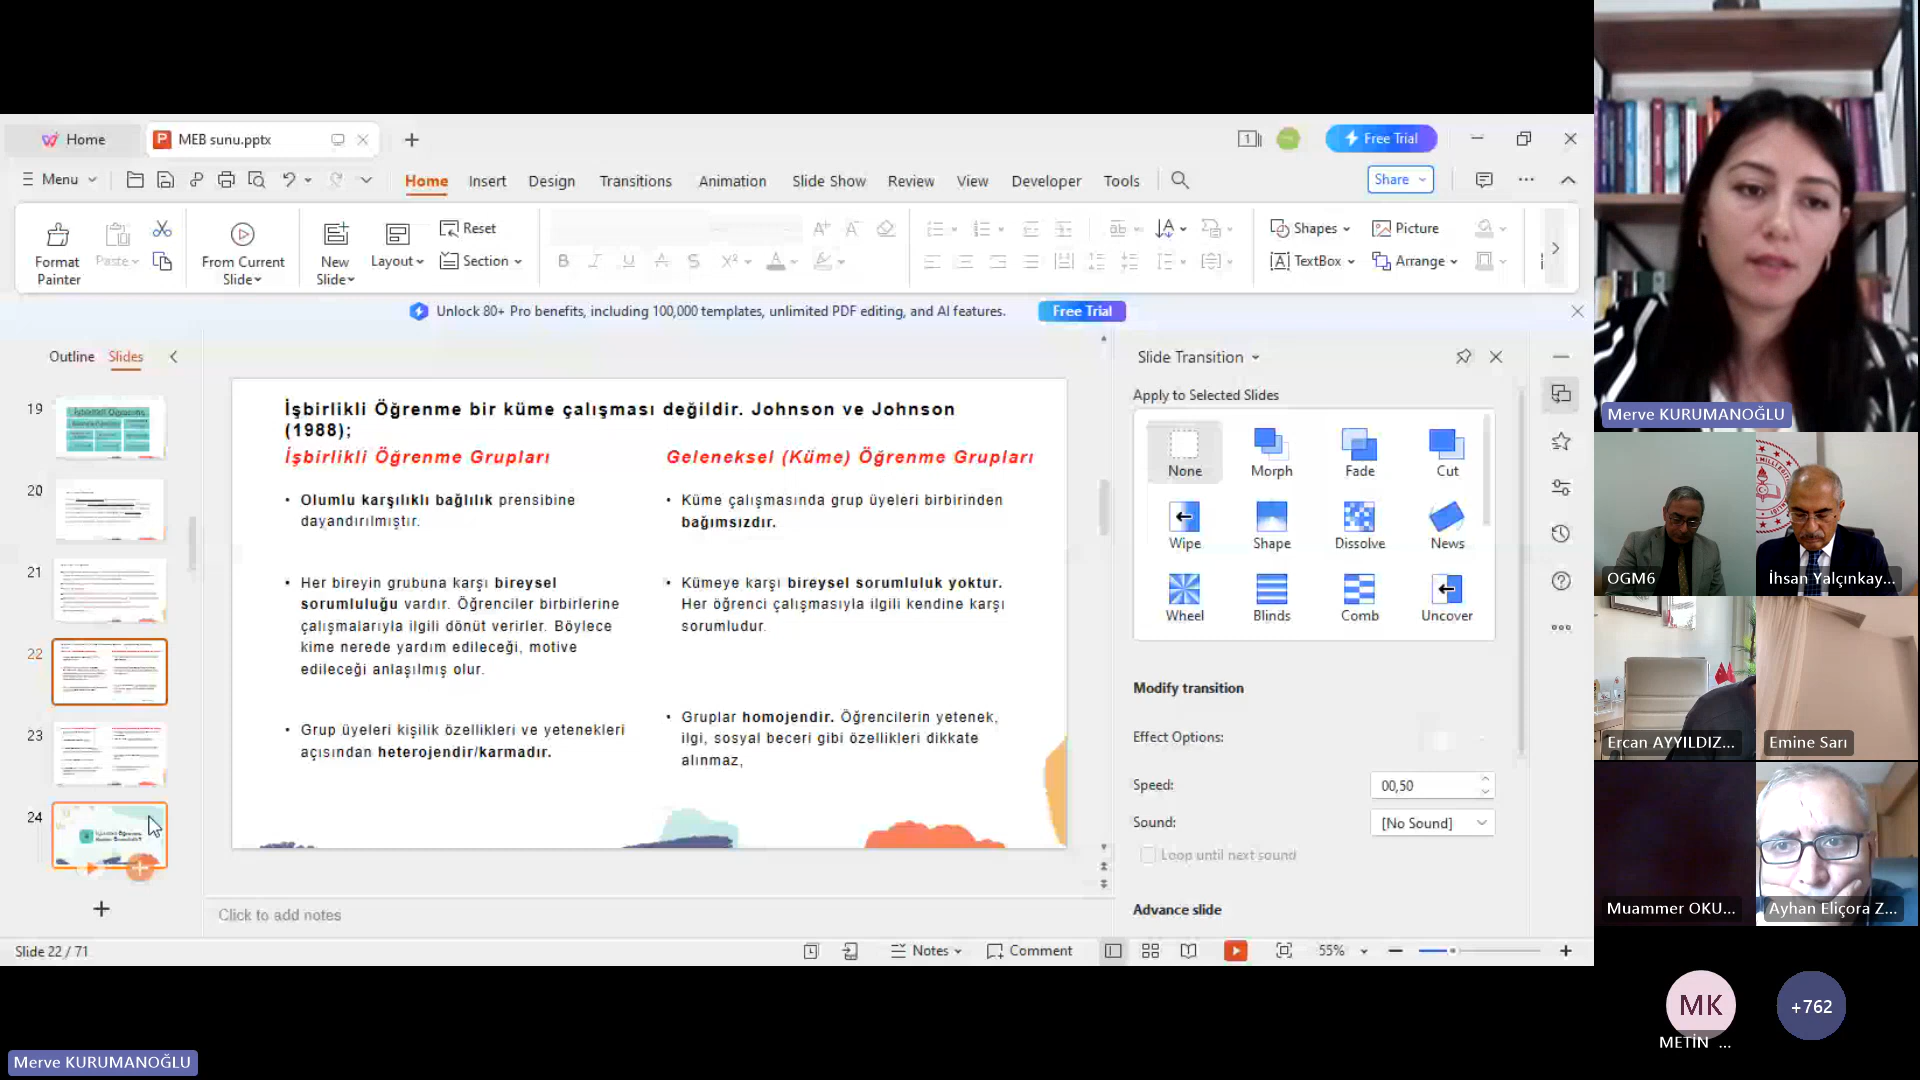 Home
MEB sunu.pptx
Free Trial
Menu
Home Insert Design Transitions Animation Slide Show Review View Developer Tools
Share
Format Painter
Paste
From Current Slide
New Slide
Layout
Reset
Section
Shapes
Picture
TextBox
Arrange
Unlock 80+ Pro benefits, including 100,000 templates, unlimited PDF editing, and AI features.
Free Trial
Outline Slides
19
20
21
22
23
24
İşbirlikli Öğrenme bir küme çalışması değildir. Johnson ve Johnson
(1988);
İşbirlikli Öğrenme Grupları
• Olumlu karşılıklı bağlılık prensibine
dayandırılmıştır.
• Her bireyin grubuna karşı bireysel
sorumluluğu vardır. Öğrenciler birbirlerine
çalışmalarıyla ilgili dönüt verirler. Böylece
kime nerede yardım edileceği, motive
edileceği anlaşılmış olur.
• Grup üyeleri kişilik özellikleri ve yetenekleri
açısından heterojendir/karmadır.
Geleneksel (Küme) Öğrenme Grupları
• Küme çalışmasında grup üyeleri birbirinden
bağımsızdır.
• Kümeye karşı bireysel sorumluluk yoktur.
Her öğrenci çalışmasıyla ilgili kendine karşı
sorumludur.
• Gruplar homojendir. Öğrencilerin yetenek,
ilgi, sosyal beceri gibi özellikleri dikkate
alınmaz,
Click to add notes
Slide Transition
Apply to Selected Slides
None Morph Fade Cut
Wipe Shape Dissolve News
Wheel Blinds Comb Uncover
Modify transition
Effect Options:
Speed: 00,50
Sound: [No Sound]
Loop until next sound
Advance slide
Slide 22 / 71
Notes
Comment
55%
Merve KURUMANOĞLU
OGM6
İhsan Yalçınkay...
Ercan AYYILDIZ...
Emine Sarı
Muammer OKU...
Ayhan Eliçora Z...
MK
METİN ...
+762
Merve KURUMANOĞLU